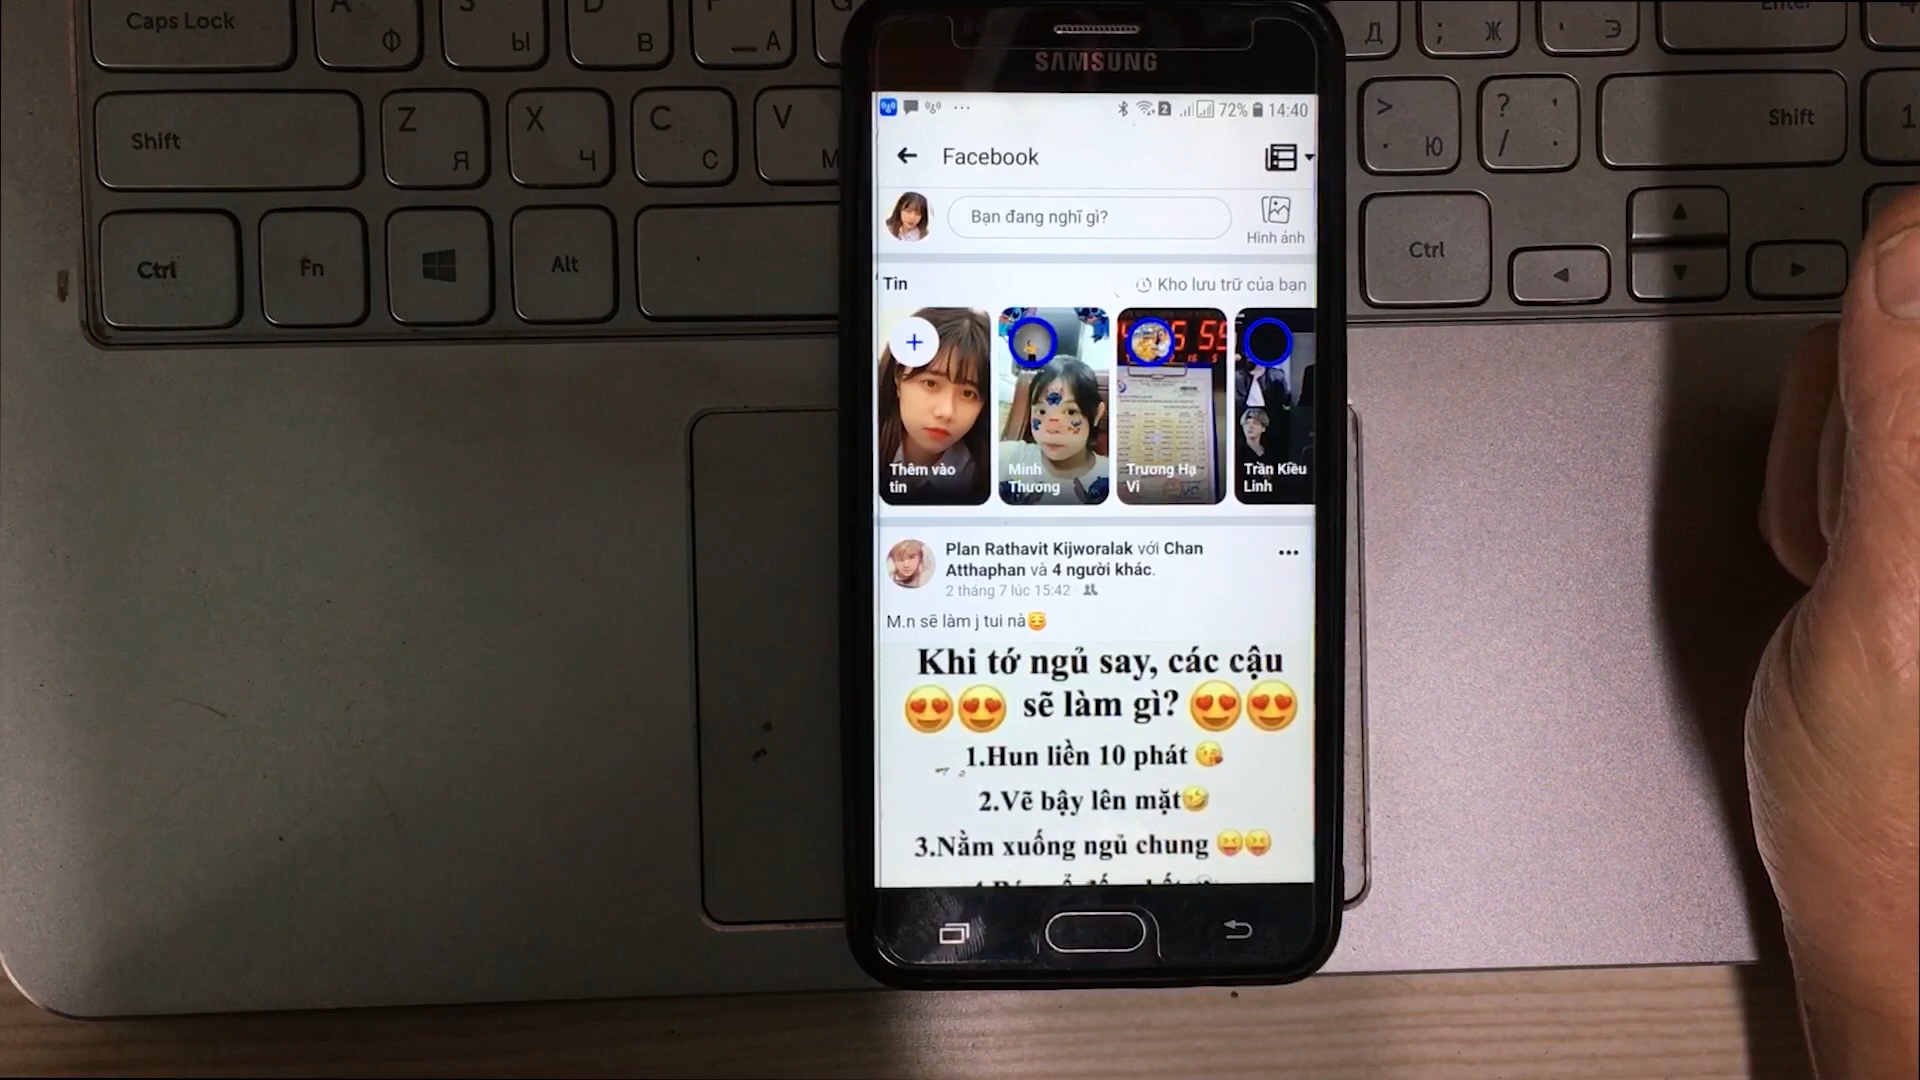 Caps Lock
Ф
Ы
В
А
Д
; Ж
' Э
Enter
Shift
Z Я
X Ч
C С
V М
> . Ю
? ' / .
Shift
1
Ctrl
Fn
Alt
Ctrl
SAMSUNG
2 72% 14:40
Facebook
Bạn đang nghĩ gì?
Hình ảnh
Tin
Kho lưu trữ của bạn
Thêm vào
tin
Minh
Thương
Trương Hạ
Vi
Trần Kiều
Linh
Plan Rathavit Kijworalak với Chan
Atthaphan và 4 người khác.
2 tháng 7 lúc 15:42
M.n sẽ làm j tui nà😇
Khi tớ ngủ say, các cậu
😍😍 sẽ làm gì? 😍😍
1.Hun liền 10 phát 😘
2.Vẽ bậy lên mặt🤣
3.Nằm xuống ngủ chung 😝😝